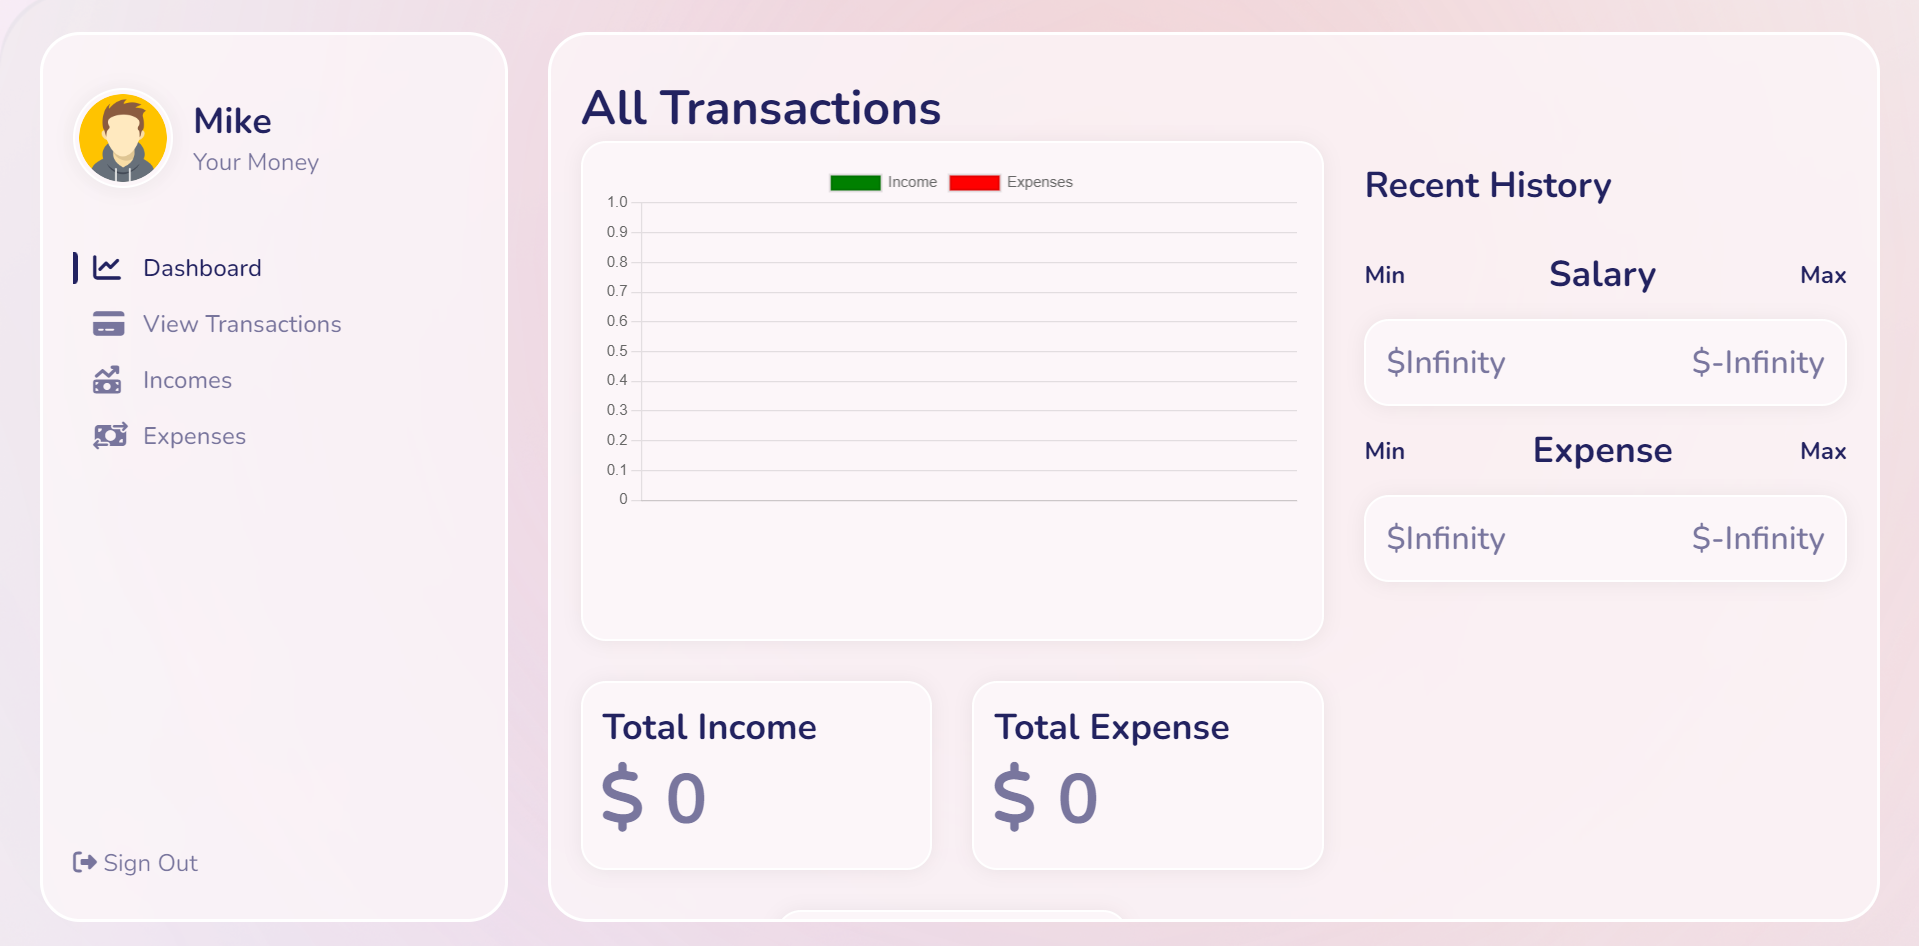 Mike
Your Money
Dashboard
View Transactions
Incomes
Expenses
Sign Out
All Transactions
Income Expenses
1.0
0.9
0.8
0.7
0.6
0.5
0.4
0.3
0.2
0.1
0
Total Income
$ 0
Total Expense
$ 0
Recent History
Min Salary Max
$Infinity $-Infinity
Min Expense Max
$Infinity $-Infinity